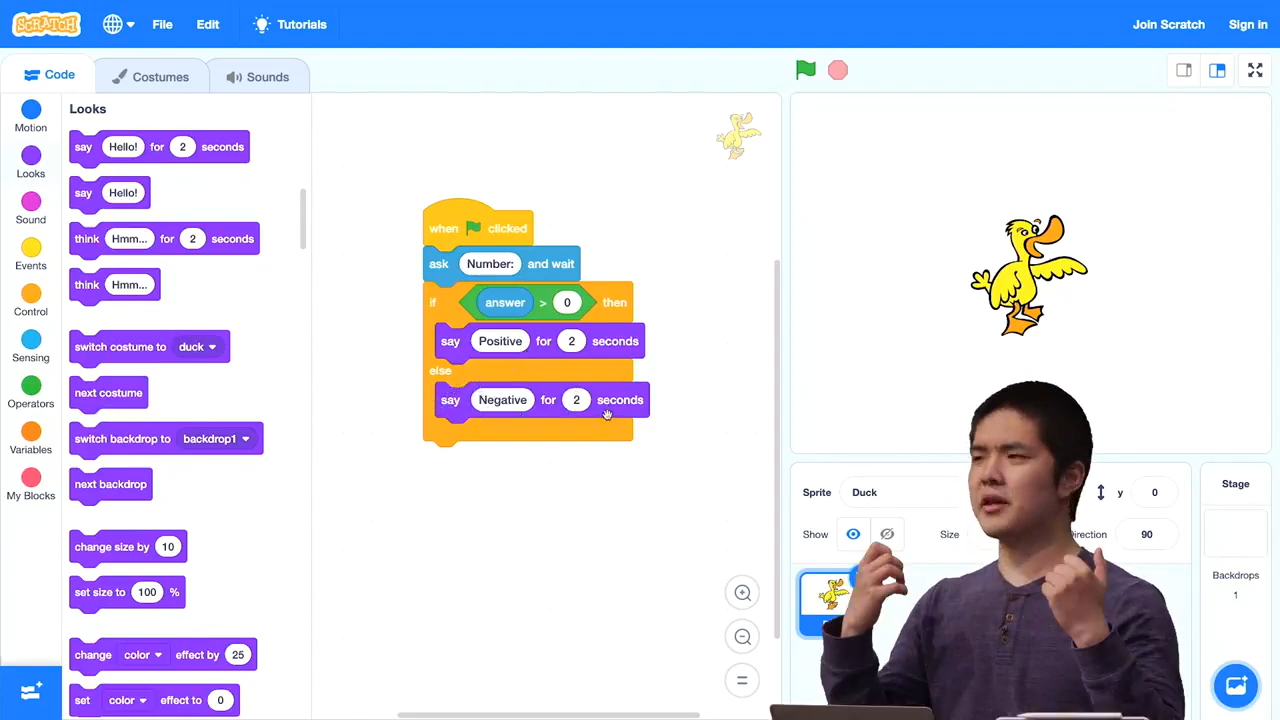 SCRATCH File Edit Tutorials Join Scratch Sign in
Code Costumes Sounds
Motion
Looks
Sound
Events
Control
Sensing
Operators
Variables
My Blocks
Looks
say Hello! for 2 seconds
say Hello!
think Hmm... for 2 seconds
think Hmm...
switch costume to duck
next costume
switch backdrop to backdrop1
next backdrop
change size by 10
set size to 100 %
change color effect by 25
set color effect to 0
when clicked
ask Number: and wait
if answer > 0 then
say Positive for 2 seconds
else
say Negative for 2 seconds
Sprite Duck y 0
Show Size Direction 90
Stage
Backdrops
1